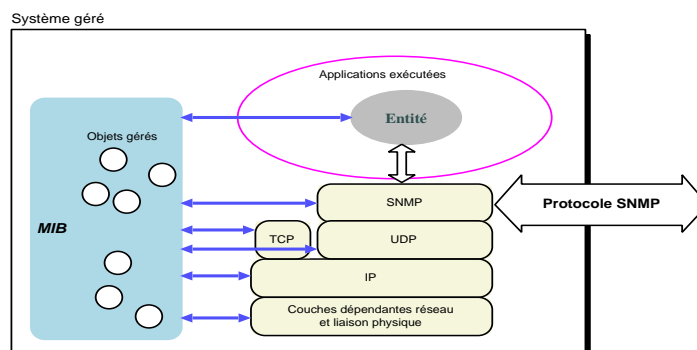 Système géré
Applications exécutées
Entité
Objets gérés
MIB
SNMP
Protocole SNMP
TCP
UDP
IP
Couches dépendantes réseau
et liaison physique